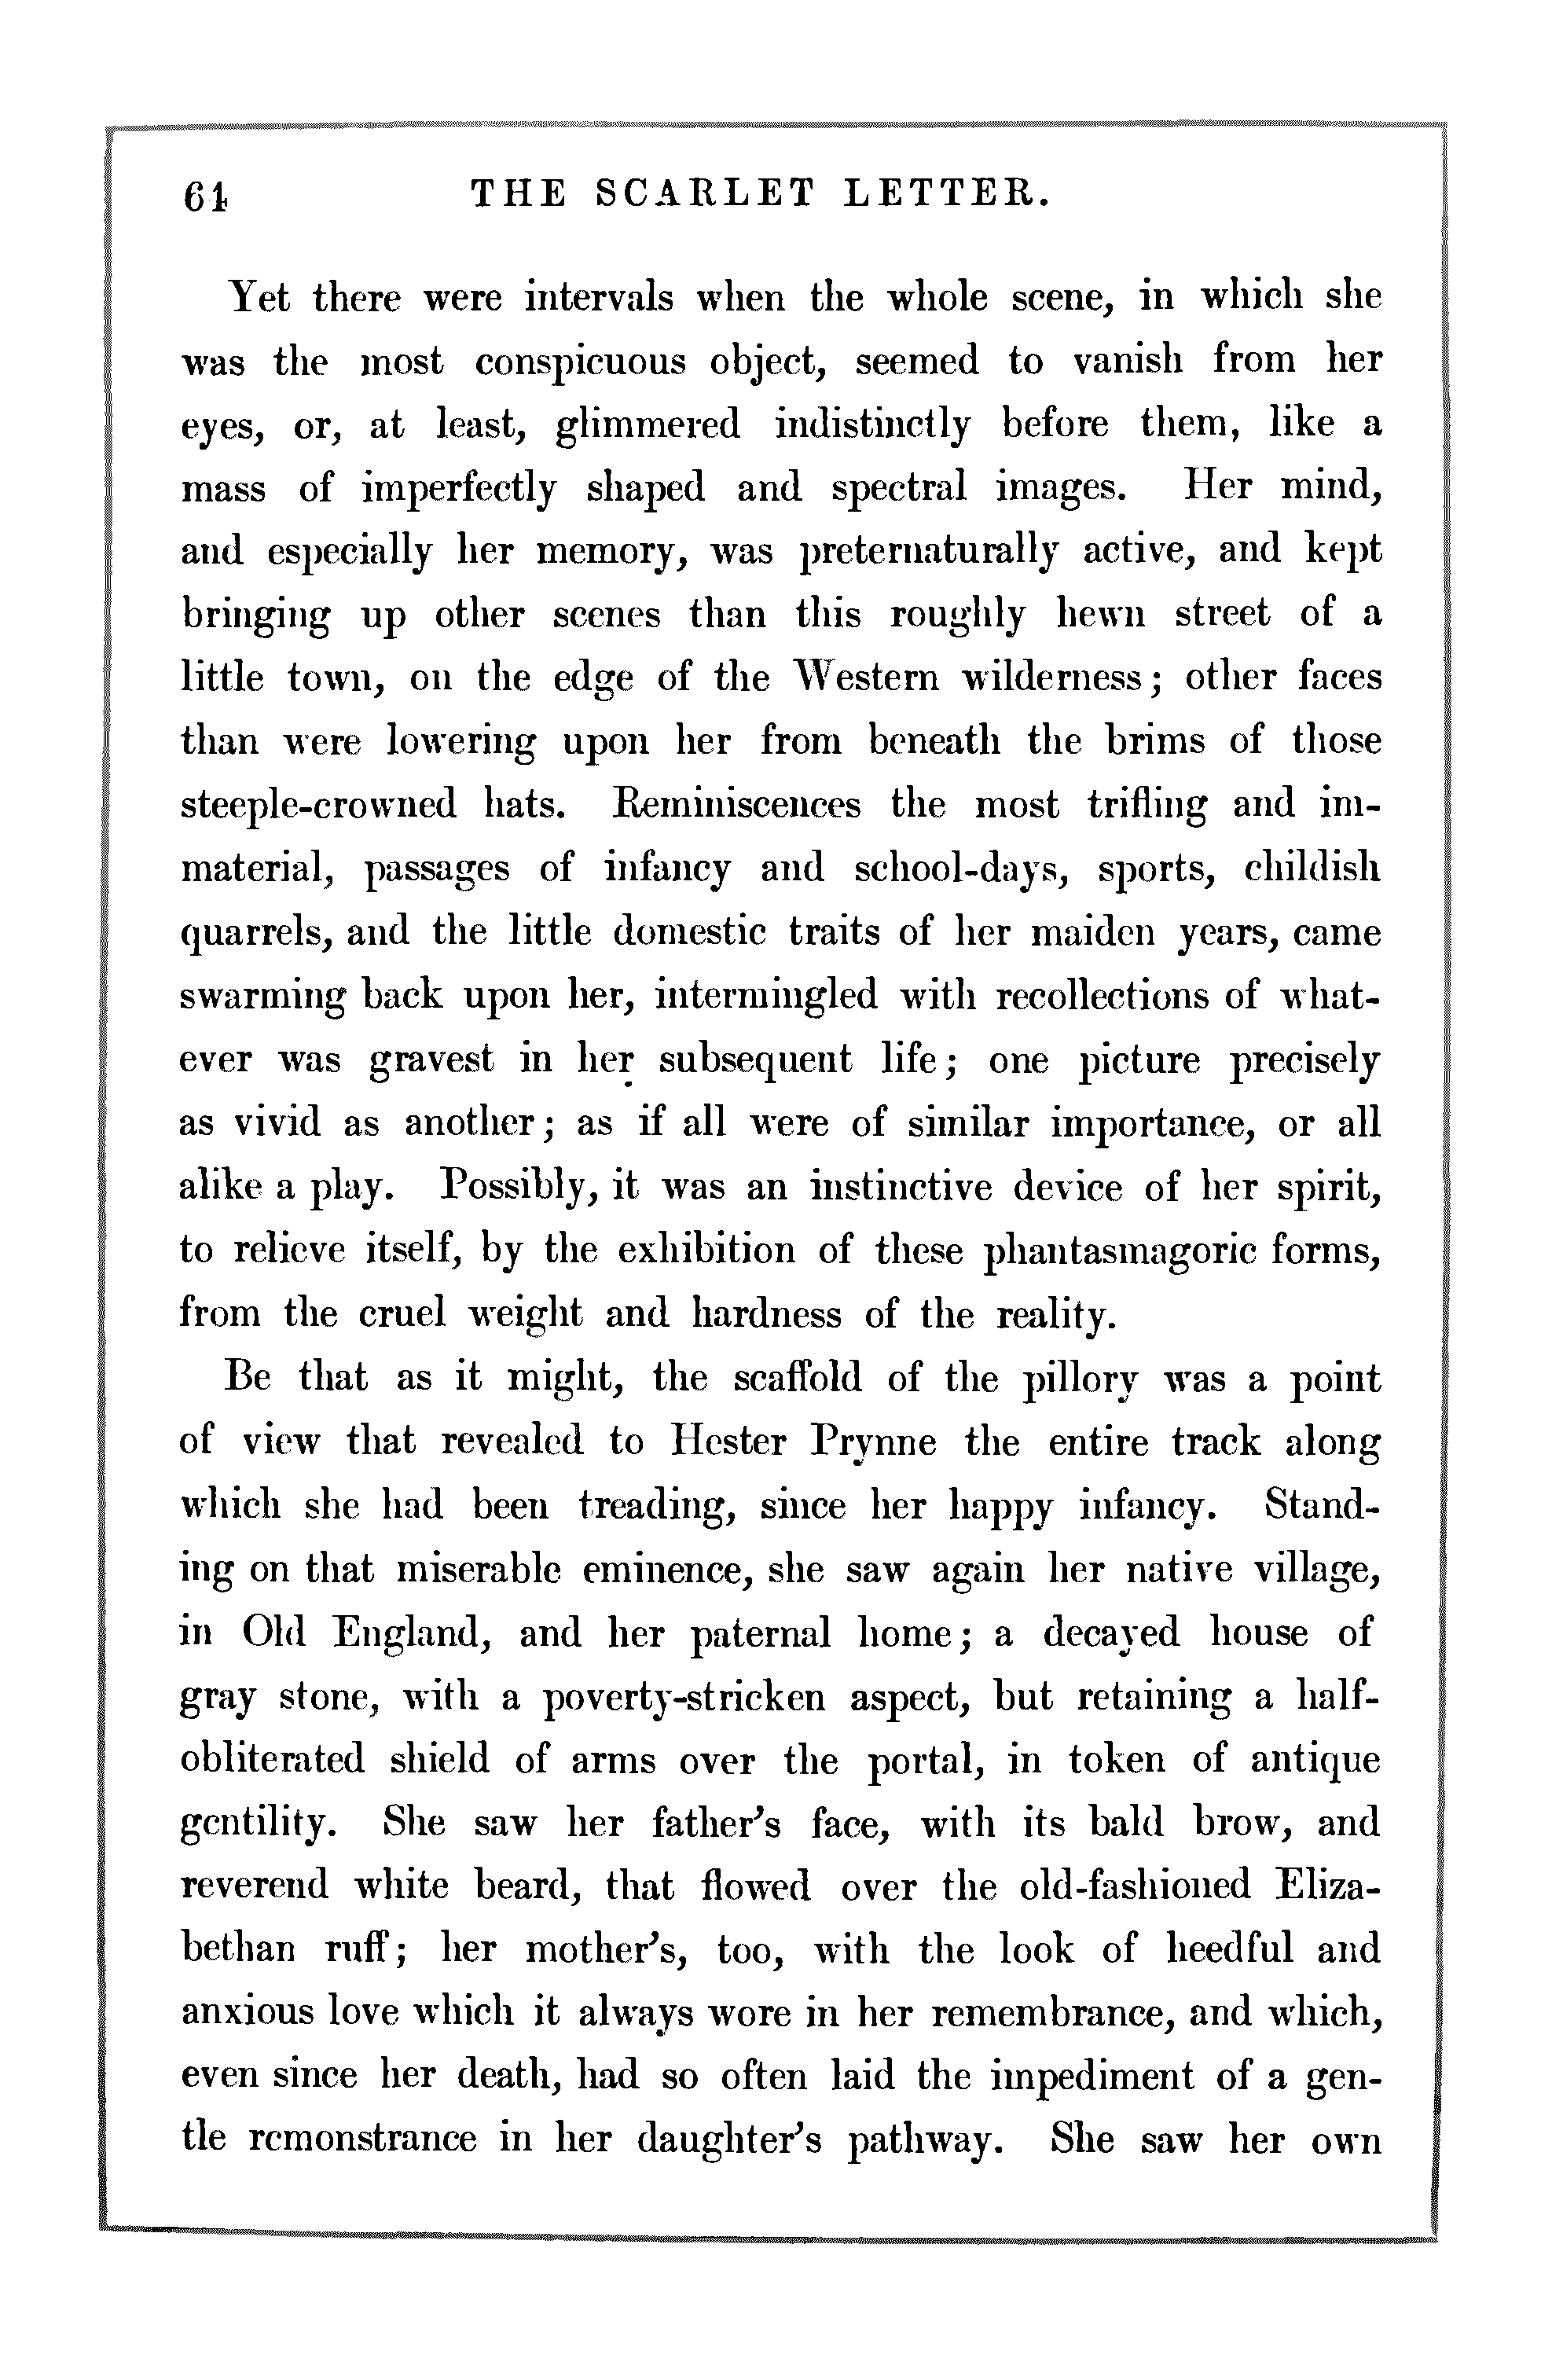 64 THE SCARLET LETTER.
Yet there were intervals when the whole scene, in which she
was the most conspicuous object, seemed to vanish from her
eyes, or, at least, glimmered indistinctly before them, like a
mass of imperfectly shaped and spectral images. Her mind,
and especially her memory, was preternaturally active, and kept
bringing up other scenes than this roughly hewn street of a
little town, on the edge of the Western wilderness; other faces
than were lowering upon her from beneath the brims of those
steeple-crowned hats. Reminiscences the most trifling and im-
material, passages of infancy and school-days, sports, childish
quarrels, and the little domestic traits of her maiden years, came
swarming back upon her, intermingled with recollections of what-
ever was gravest in her subsequent life; one picture precisely
as vivid as another; as if all were of similar importance, or all
alike a play. Possibly, it was an instinctive device of her spirit,
to relieve itself, by the exhibition of these phantasmagoric forms,
from the cruel weight and hardness of the reality.
Be that as it might, the scaffold of the pillory was a point
of view that revealed to Hester Prynne the entire track along
which she had been treading, since her happy infancy. Stand-
ing on that miserable eminence, she saw again her native village,
in Old England, and her paternal home; a decayed house of
gray stone, with a poverty-stricken aspect, but retaining a half-
obliterated shield of arms over the portal, in token of antique
gentility. She saw her father's face, with its bald brow, and
reverend white beard, that flowed over the old-fashioned Eliza-
bethan ruff; her mother's, too, with the look of heedful and
anxious love which it always wore in her remembrance, and which,
even since her death, had so often laid the impediment of a gen-
tle remonstrance in her daughter's pathway. She saw her own